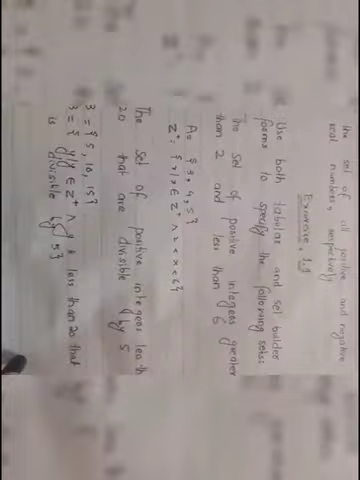 the set of all positive and negative
real numbers, respectively
Exercise 1.1
Use both tabular and set builder
forms to specify the following sets:
The set of positive integers greater
than 2 and less than 6
A = { 3, 4, 5 }
Z = { x | x ∈ Z⁺ ∧ 2 < x < 6 }
The set of positive integers less th
20 that are divisible by 5
3 = { 5, 10, 15 }
3 = { y | y ∈ Z⁺ ∧ y less than 20 that
is divisible by 5 }